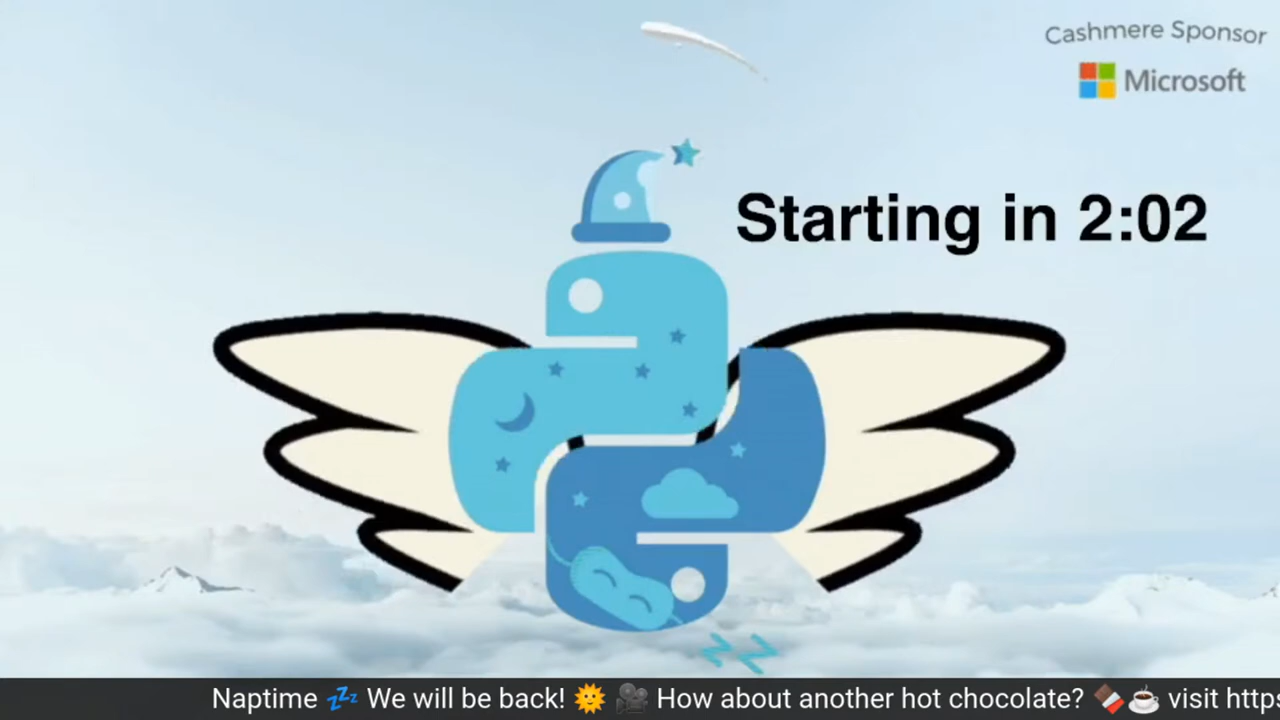 Cashmere Sponsor
Microsoft
Starting in 2:02
zz
Naptime 💤 We will be back! 🌞 🎥 How about another hot chocolate? 🍫☕ visit https